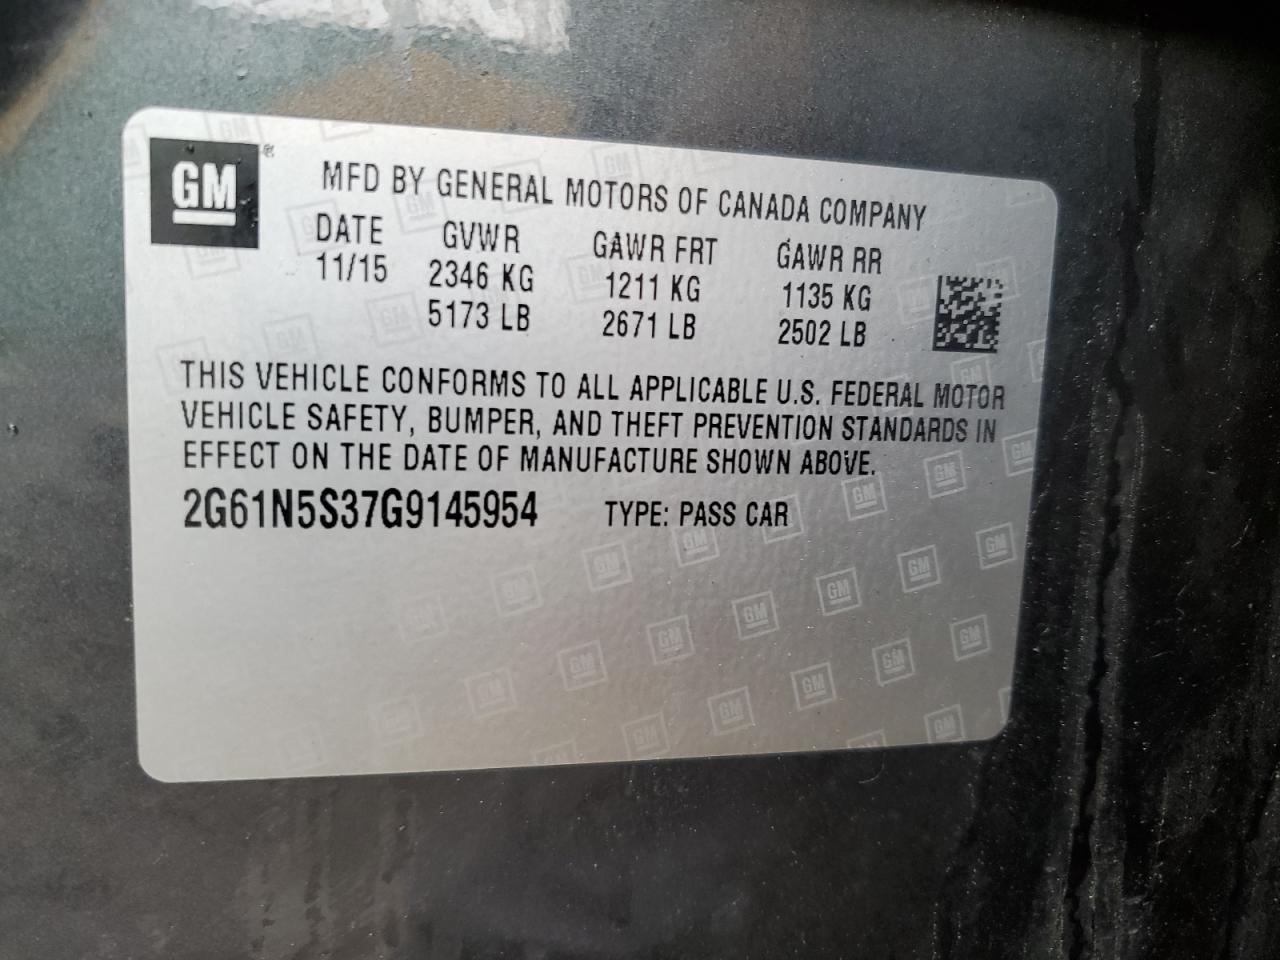 GM
MFD BY GENERAL MOTORS OF CANADA COMPANY
DATE GVWR GAWR FRT GAWR RR
11/15 2346 KG 1211 KG 1135 KG
5173 LB 2671 LB 2502 LB
THIS VEHICLE CONFORMS TO ALL APPLICABLE U.S. FEDERAL MOTOR
VEHICLE SAFETY, BUMPER, AND THEFT PREVENTION STANDARDS IN
EFFECT ON THE DATE OF MANUFACTURE SHOWN ABOVE.
2G61N5S37G9145954 TYPE: PASS CAR